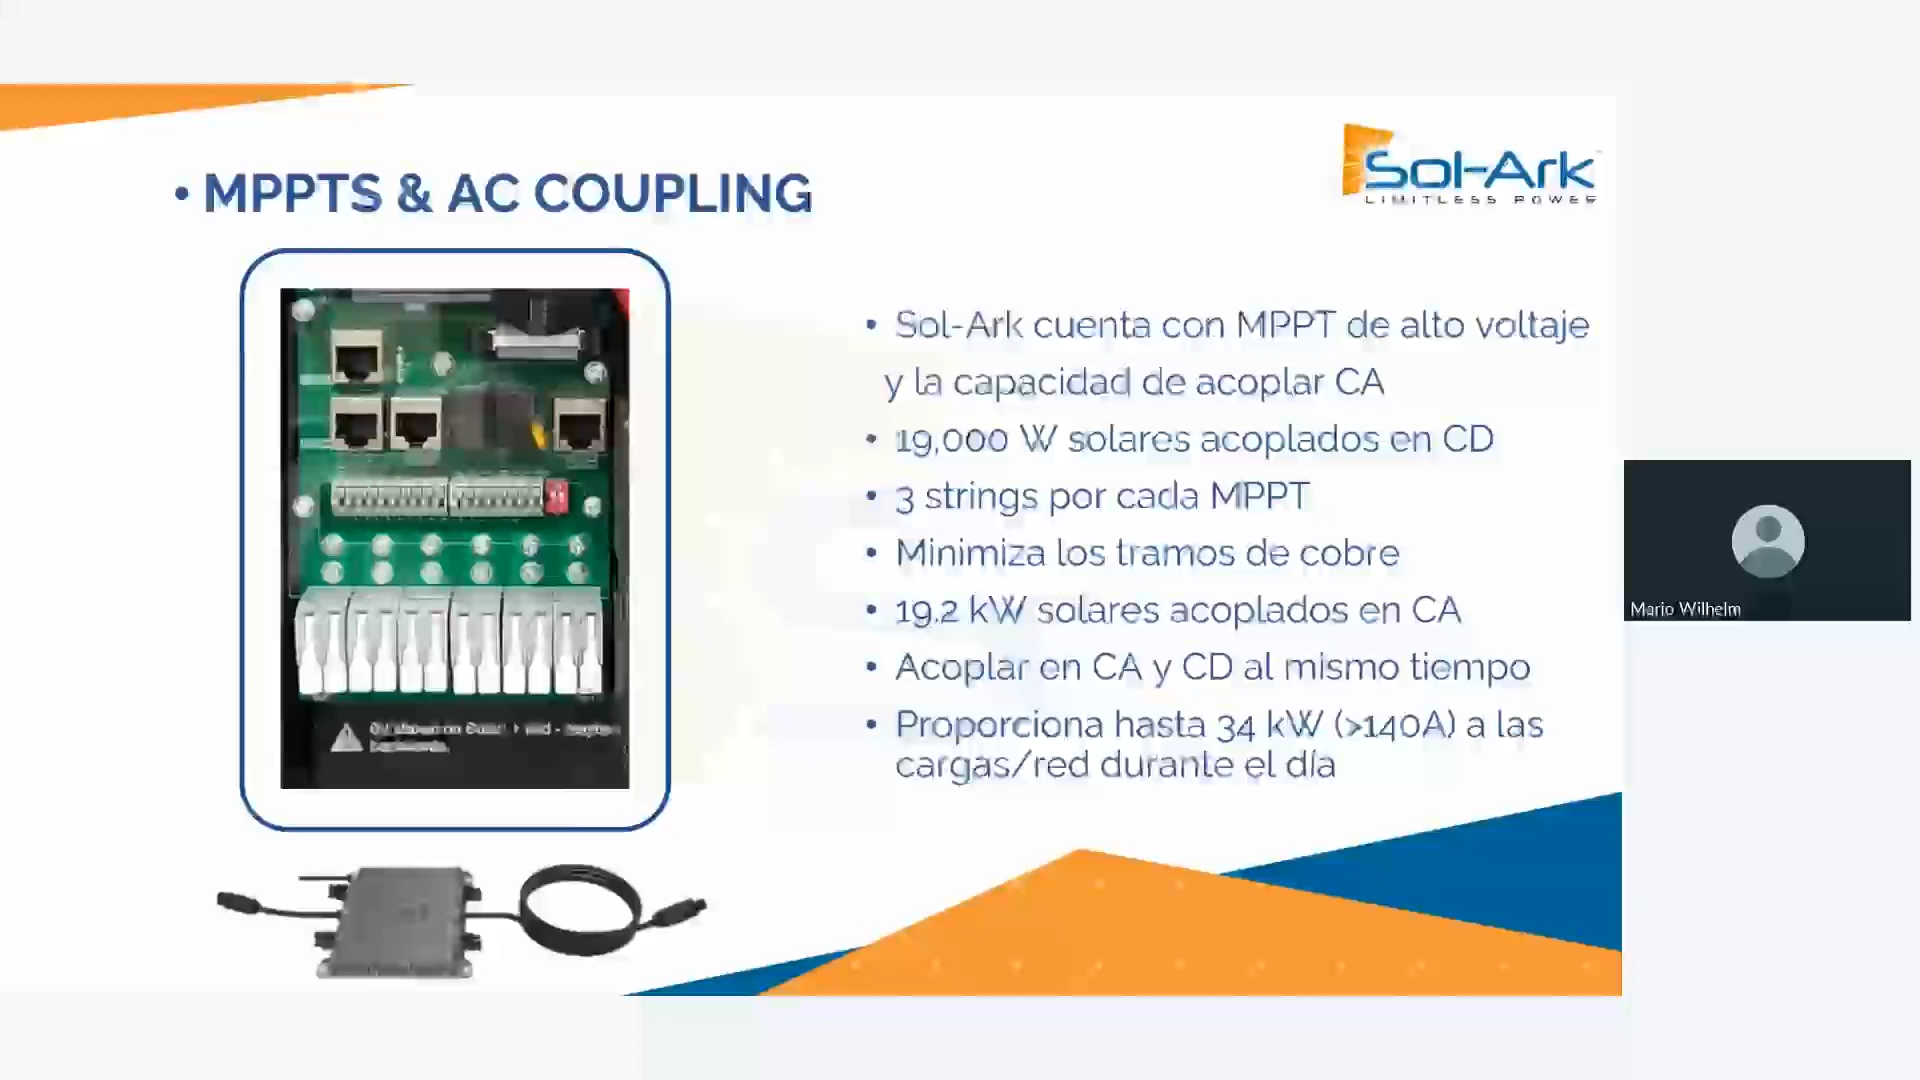 • MPPTS & AC COUPLING
Sol-Ark
LIMITLESS POWER
• Sol-Ark cuenta con MPPT de alto voltaje
y la capacidad de acoplar CA
• 19,000 W solares acoplados en CD
• 3 strings por cada MPPT
• Minimiza los tramos de cobre
• 19.2 kW solares acoplados en CA
• Acoplar en CA y CD al mismo tiempo
• Proporciona hasta 34 kW (>140A) a las
cargas/red durante el día
Mario Wilhelm